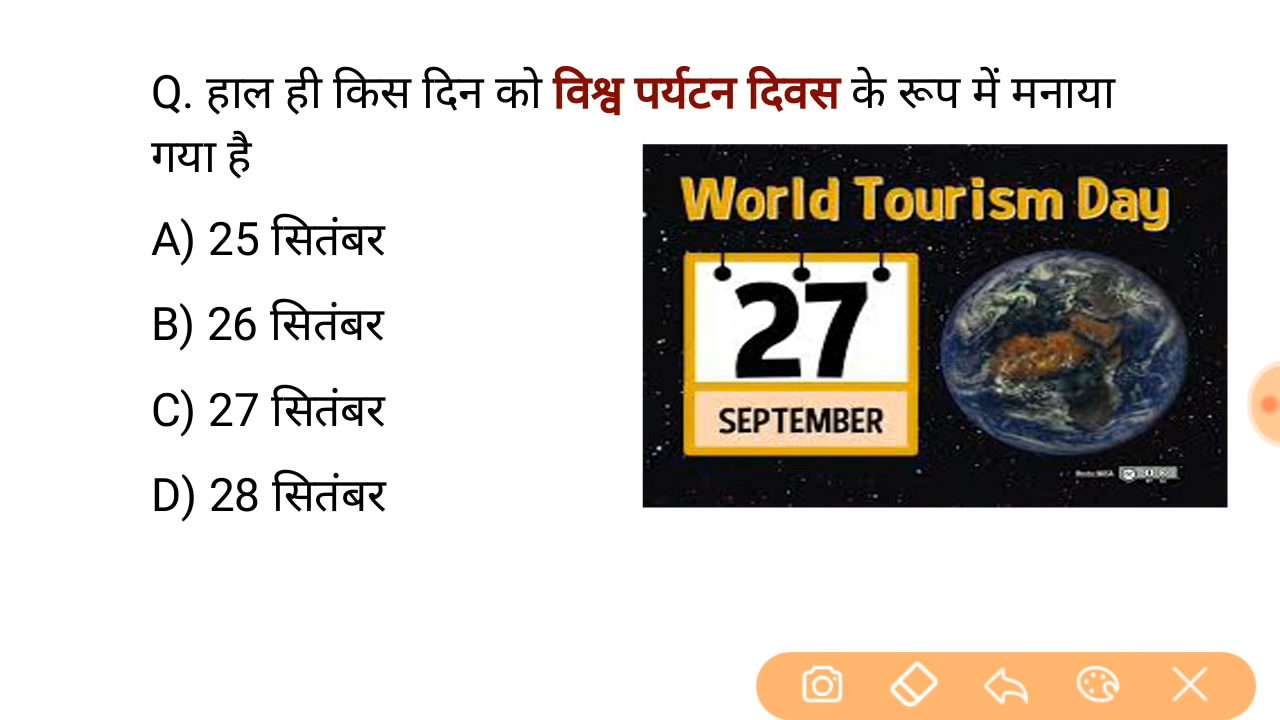 Q. हाल ही किस दिन को विश्व पर्यटन दिवस के रूप में मनाया
गया है
A) 25 सितंबर
B) 26 सितंबर
C) 27 सितंबर
D) 28 सितंबर
World Tourism Day
27
SEPTEMBER